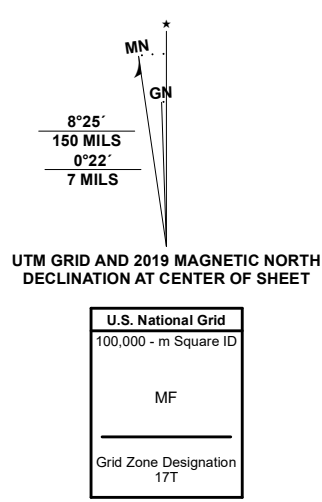 MN
GN
8°25´
150 MILS
0°22´
7 MILS
UTM GRID AND 2019 MAGNETIC NORTH
DECLINATION AT CENTER OF SHEET
U.S. National Grid
100,000 - m Square ID
MF
Grid Zone Designation
17T